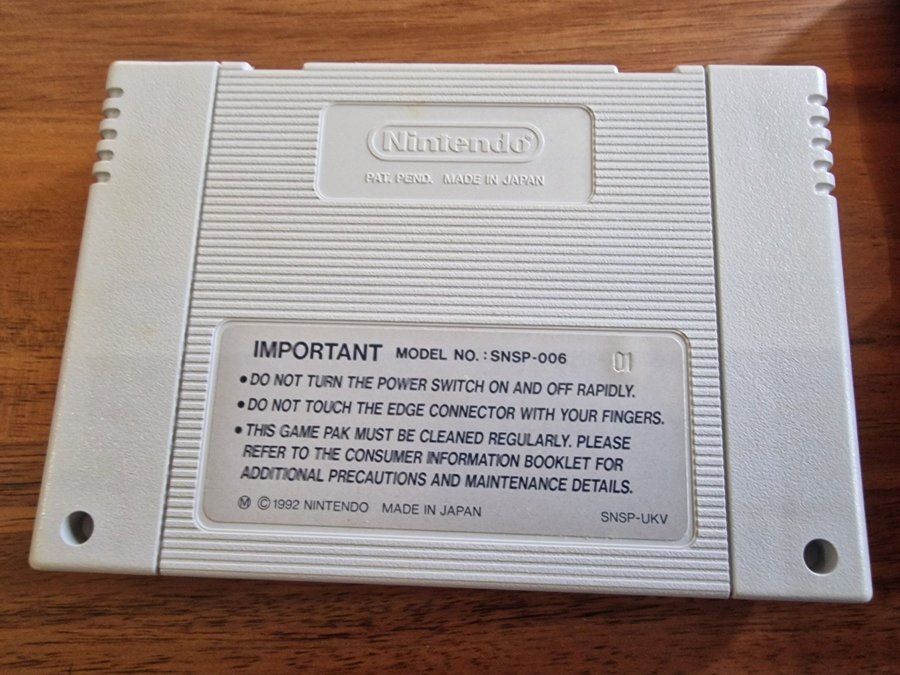 Nintendo®
PAT. PEND. MADE IN JAPAN
IMPORTANT MODEL NO. : SNSP-006
01
• DO NOT TURN THE POWER SWITCH ON AND OFF RAPIDLY.
• DO NOT TOUCH THE EDGE CONNECTOR WITH YOUR FINGERS.
• THIS GAME PAK MUST BE CLEANED REGULARLY. PLEASE
REFER TO THE CONSUMER INFORMATION BOOKLET FOR
ADDITIONAL PRECAUTIONS AND MAINTENANCE DETAILS.
Ⓜ ©1992 NINTENDO MADE IN JAPAN
SNSP-UKV